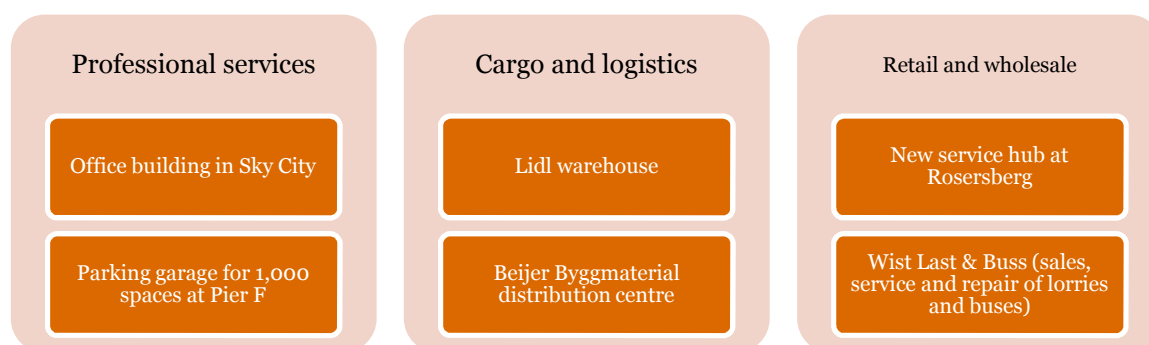 Professional services
Office building in Sky City
Parking garage for 1,000
spaces at Pier F
Cargo and logistics
Lidl warehouse
Beijer Byggmaterial
distribution centre
Retail and wholesale
New service hub at
Rosersberg
Wist Last & Buss (sales,
service and repair of lorries
and buses)